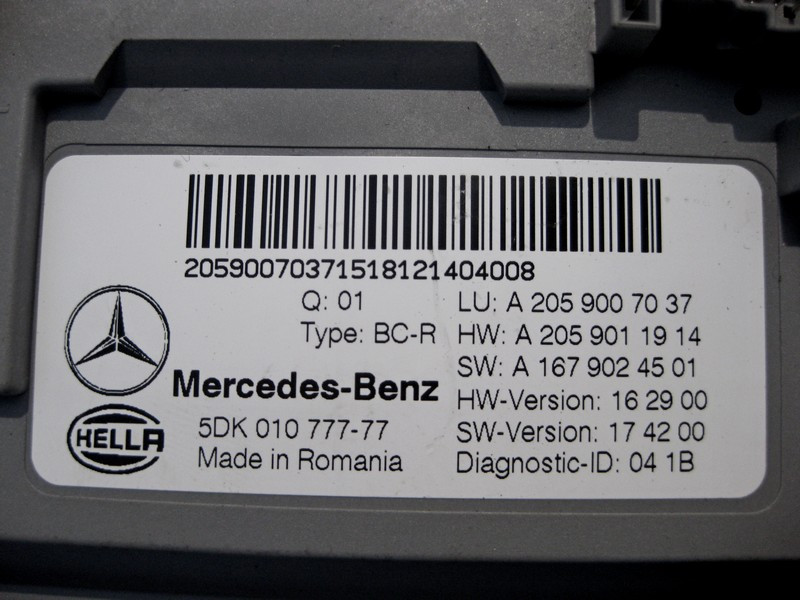 205900703715181​21404008
Q: 01
LU: A 205 900 70 37
Type: BC-R
HW: A 205 901 19 14
SW: A 167 902 45 01
Mercedes-Benz
HW-Version: 16 29 00
HELLA
5DK 010 777-77
SW-Version: 17 42 00
Made in Romania
Diagnostic-ID: 04 1B